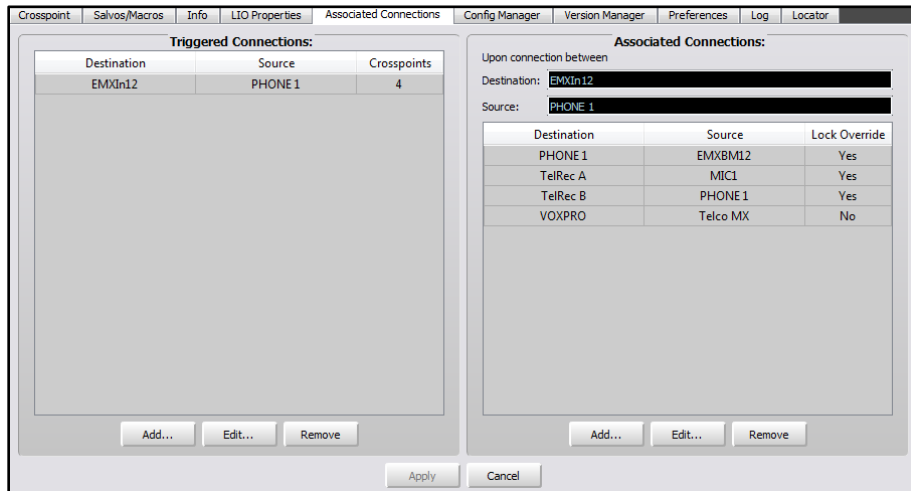 Crosspoint Salvos/Macros Info LIO Properties Associated Connections Config Manager Version Manager Preferences Log Locator
Triggered Connections:
Destination Source Crosspoints
EMXIn12 PHONE 1 4
Add... Edit... Remove
Associated Connections:
Upon connection between
Destination: EMXIn12
Source: PHONE 1
Destination Source Lock Override
PHONE 1 EMXBM12 Yes
TelRec A MIC1 Yes
TelRec B PHONE 1 Yes
VOXPRO Telco MX No
Add... Edit... Remove
Apply Cancel